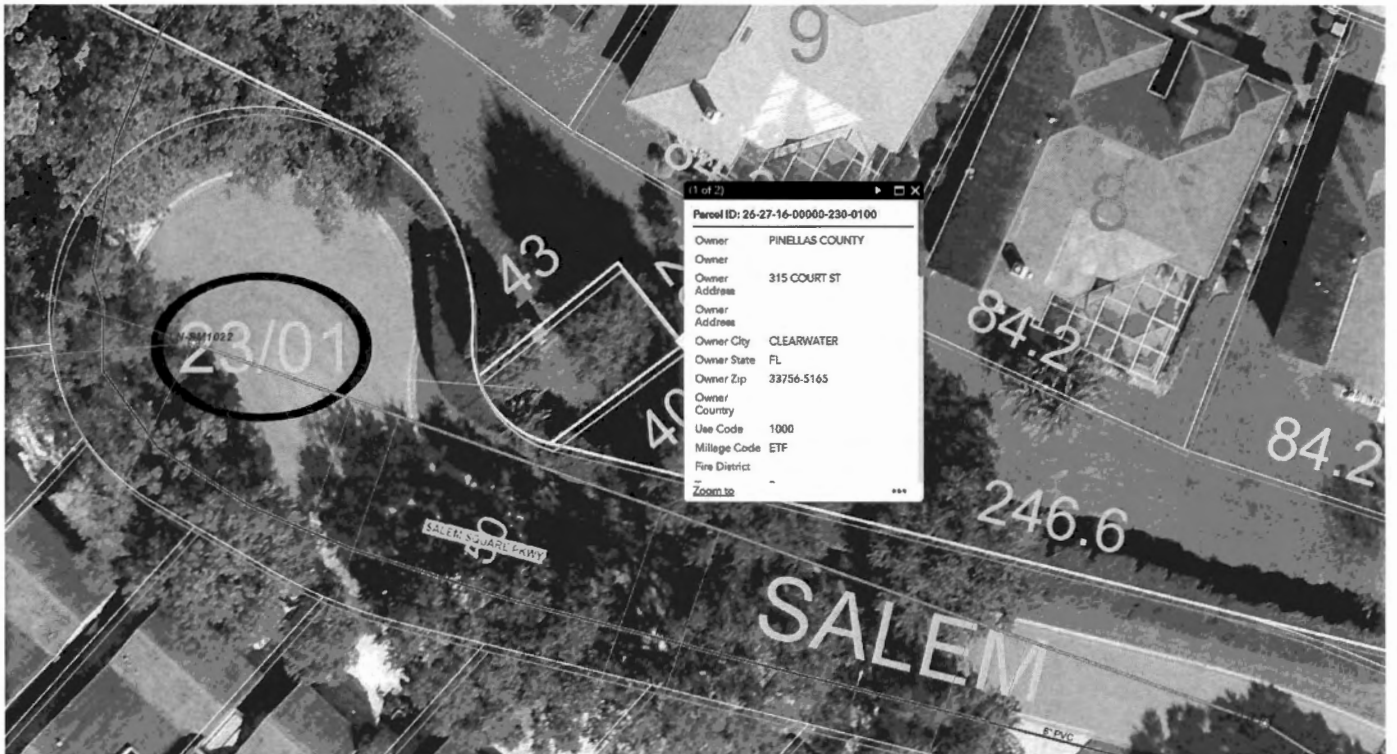 9
(1 of 2)
Parcel ID: 26-27-16-00000-230-0100
Owner PINELLAS COUNTY
Owner
Owner Address 315 COURT ST
Owner Address
Owner City CLEARWATER
Owner State FL
Owner Zip 33756-5165
Owner Country
Use Code 1000
Millage Code ETF
Fire District
Zoom to
8
43
84.2
23/01
40
84.2
246.6
SALEM SQUARE PKWY
SALEM
6" PVC